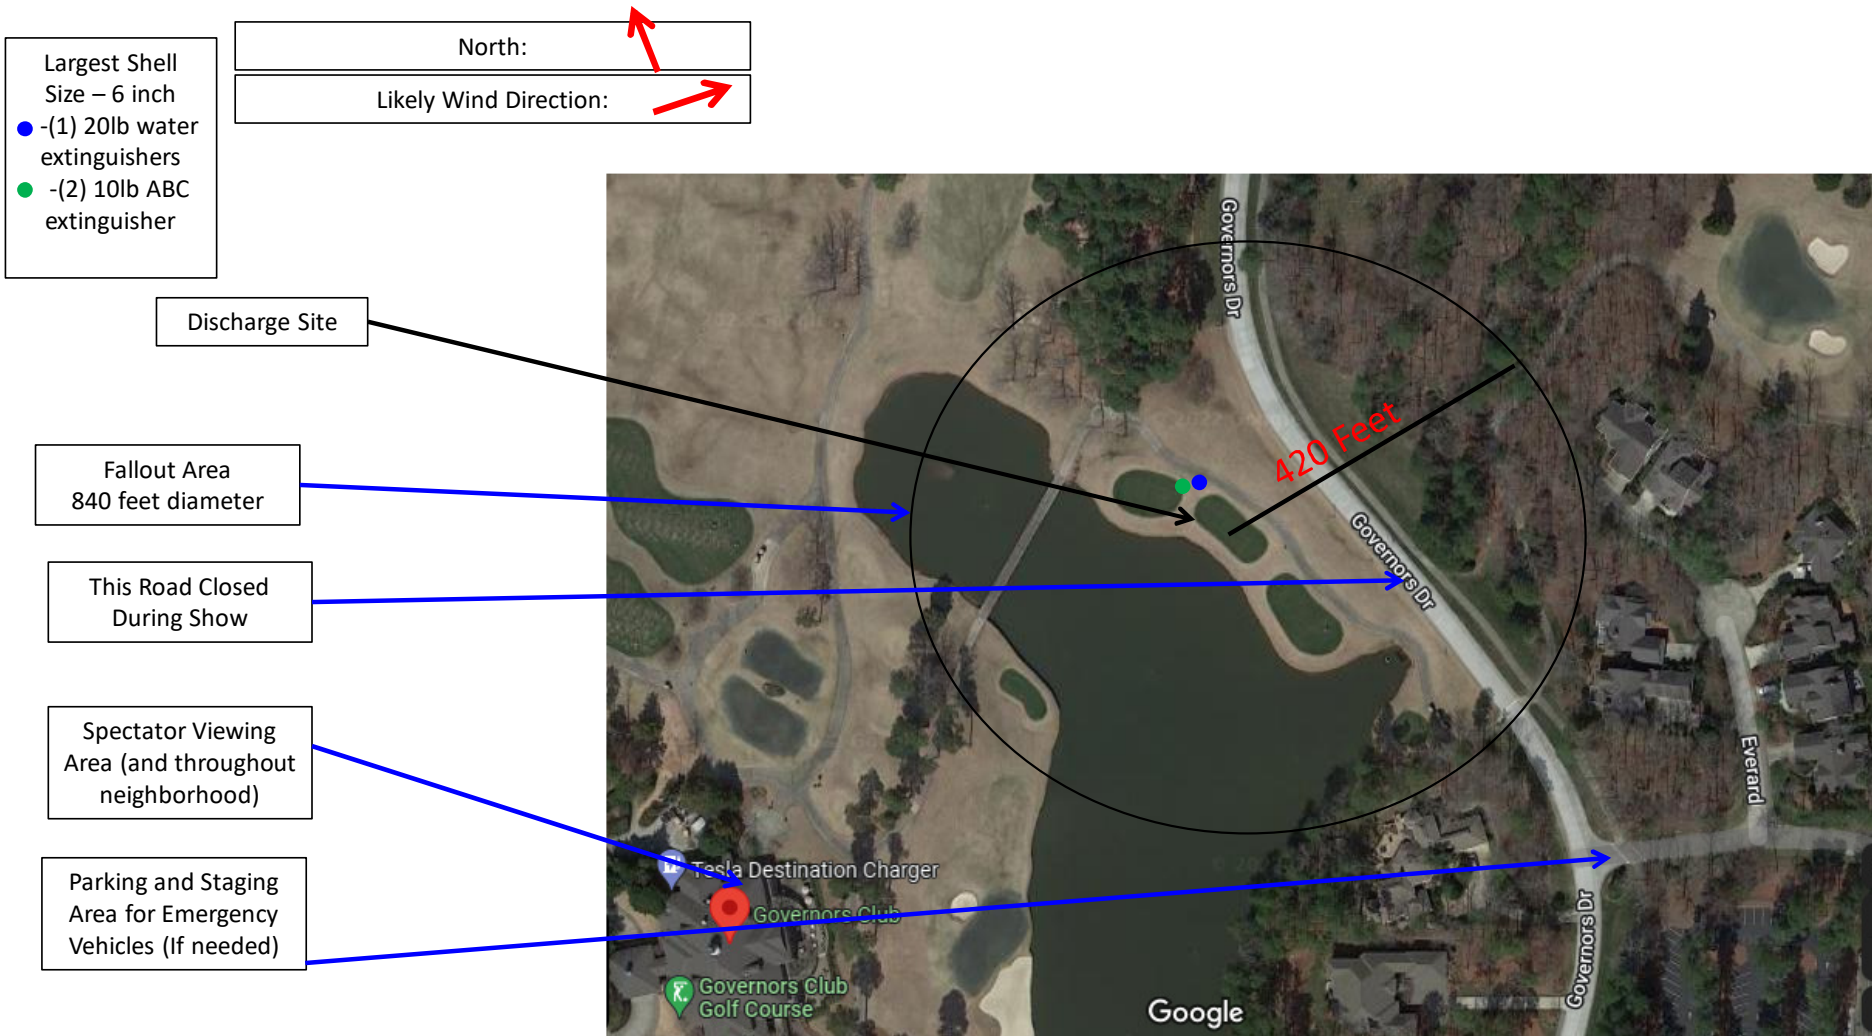 North:
Likely Wind Direction:
Largest Shell
Size – 6 inch
-(1) 20lb water
extinguishers
-(2) 10lb ABC
extinguisher
Discharge Site
Fallout Area
840 feet diameter
This Road Closed
During Show
Spectator Viewing
Area (and throughout
neighborhood)
Parking and Staging
Area for Emergency
Vehicles (If needed)
Governors Dr
420 Feet
Governors Dr
Everard
Tesla Destination Charger
Governors Club
Governors Club
Golf Course
Governors Dr
Google